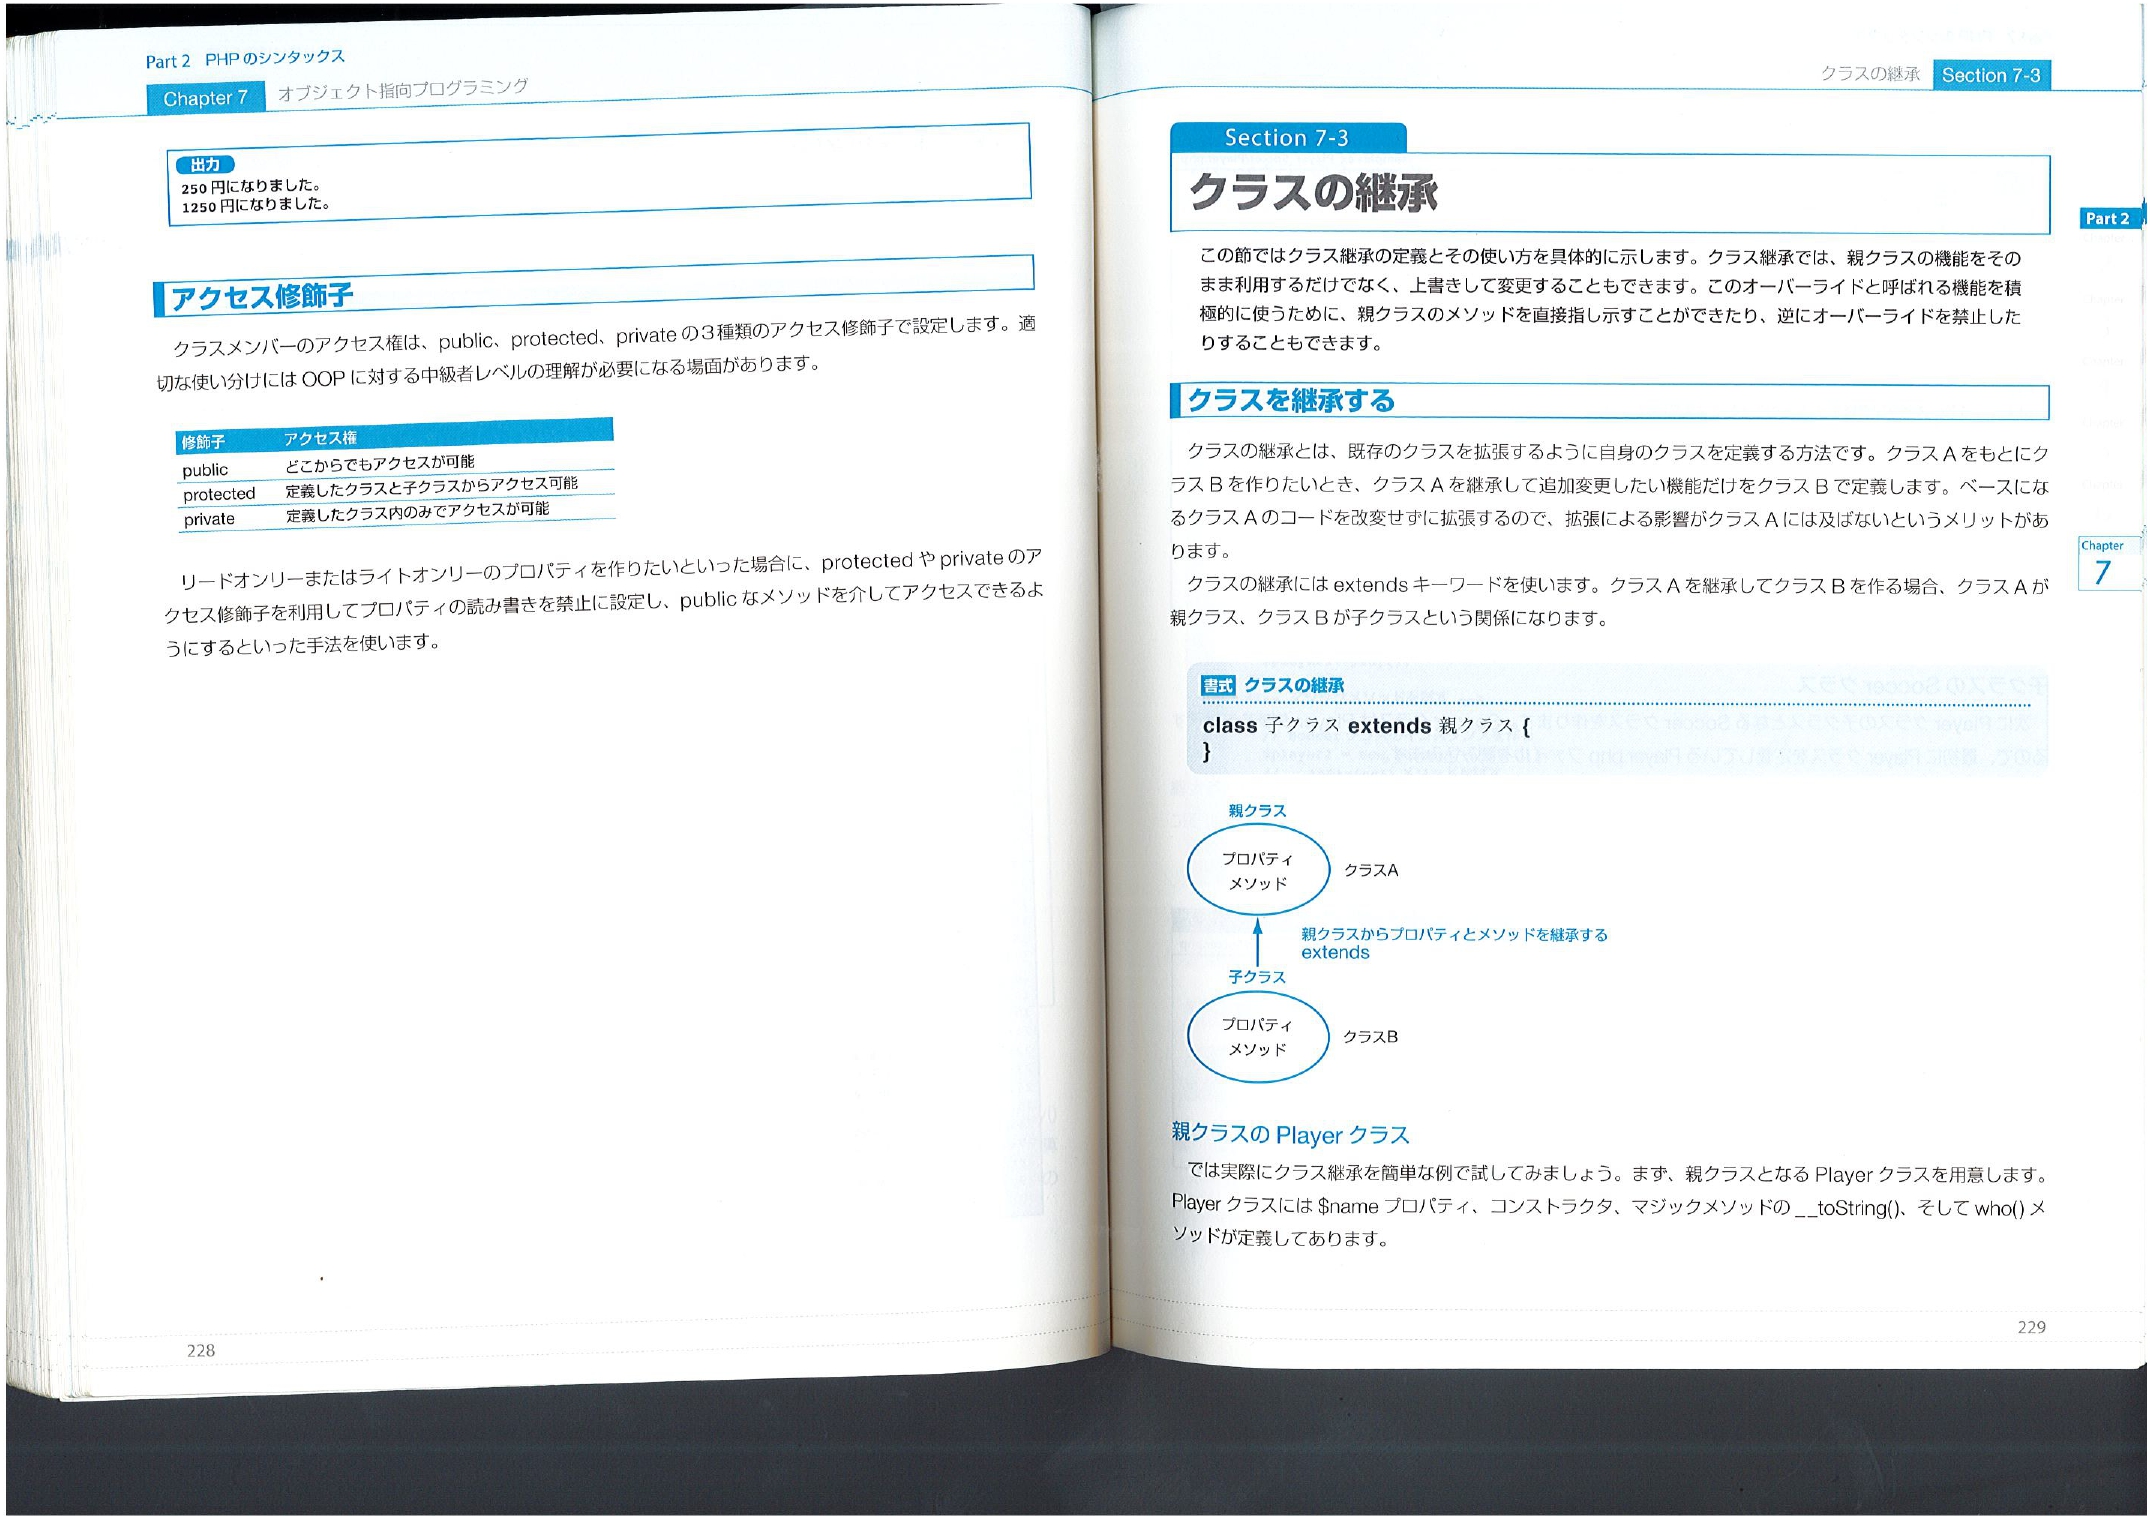 Part 2 PHPのシンタックス
Chapter 7 オブジェクト指向プログラミング
出力
250 円になりました。
1250 円になりました。
アクセス修飾子
クラスメンバーのアクセス権は、public、protected、private の3種類のアクセス修飾子で設定します。適
切な使い分けには OOP に対する中級者レベルの理解が必要になる場面があります。
修飾子 アクセス権
public どこからでもアクセスが可能
protected 定義したクラスと子クラスからアクセス可能
private 定義したクラス内のみでアクセスが可能
リードオンリーまたはライトオンリーのプロパティを作りたいといった場合に、protected や private のア
クセス修飾子を利用してプロパティの読み書きを禁止に設定し、public なメソッドを介してアクセスできるよ
うにするといった手法を使います。
228
クラスの継承 Section 7-3
Section 7-3
クラスの継承
この節ではクラス継承の定義とその使い方を具体的に示します。クラス継承では、親クラスの機能をその
まま利用するだけでなく、上書きして変更することもできます。このオーバーライドと呼ばれる機能を積
極的に使うために、親クラスのメソッドを直接指し示すことができたり、逆にオーバーライドを禁止した
りすることもできます。
クラスを継承する
クラスの継承とは、既存のクラスを拡張するように自身のクラスを定義する方法です。クラス A をもとにク
ラス B を作りたいとき、クラス A を継承して追加変更したい機能だけをクラス B で定義します。ベースにな
るクラス A のコードを改変せずに拡張するので、拡張による影響がクラス A には及ばないというメリットがあ
ります。
クラスの継承には extends キーワードを使います。クラス A を継承してクラス B を作る場合、クラス A が
親クラス、クラス B が子クラスという関係になります。
書式 クラスの継承
class 子クラス extends 親クラス {
}
親クラス
プロパティ
メソッド
クラスA
親クラスからプロパティとメソッドを継承する
extends
子クラス
プロパティ
メソッド
クラスB
親クラスの Player クラス
では実際にクラス継承を簡単な例で試してみましょう。まず、親クラスとなる Player クラスを用意します。
Player クラスには $name プロパティ、コンストラクタ、マジックメソッドの __toString()、そして who() メ
ソッドが定義してあります。
229
Part 2
Chapter
7